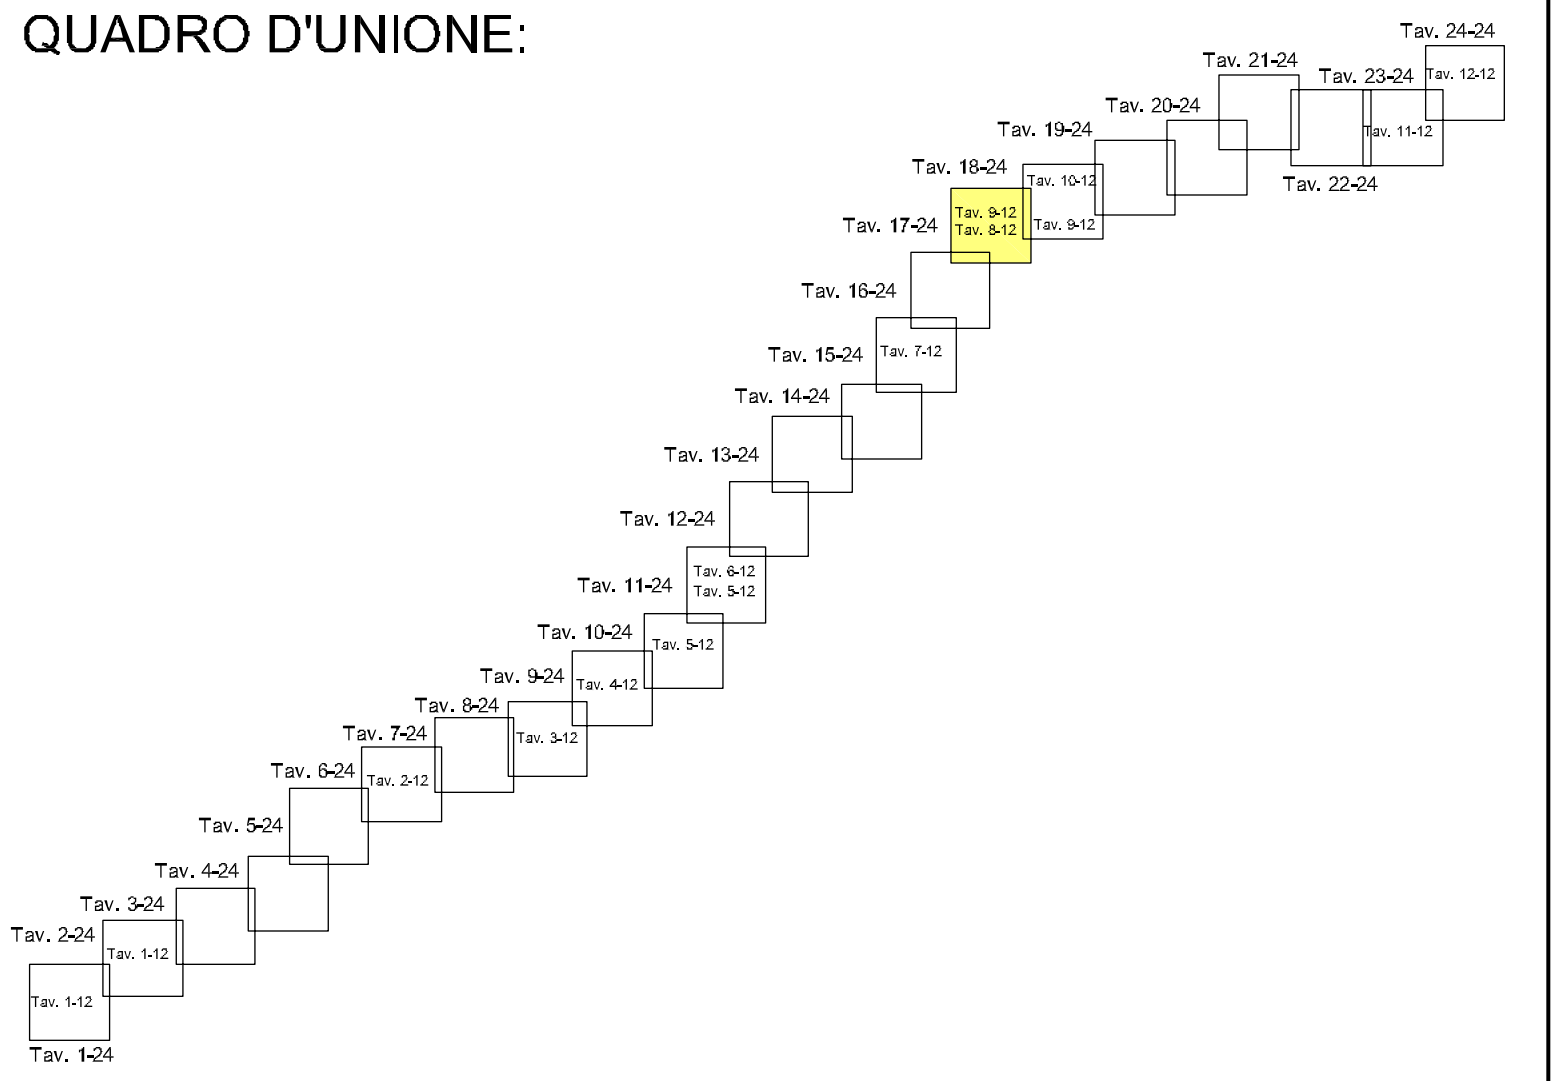 QUADRO D'UNIONE:
Tav. 24-24
Tav. 12-12
Tav. 21-24
Tav. 23-24
Tav. 11-12
Tav. 22-24
Tav. 20-24
Tav. 19-24
Tav. 10-12
Tav. 9-12
Tav. 18-24
Tav. 9-12
Tav. 8-12
Tav. 17-24
Tav. 16-24
Tav. 7-12
Tav. 15-24
Tav. 14-24
Tav. 13-24
Tav. 12-24
Tav. 6-12
Tav. 5-12
Tav. 11-24
Tav. 5-12
Tav. 10-24
Tav. 4-12
Tav. 9-24
Tav. 3-12
Tav. 8-24
Tav. 7-24
Tav. 2-12
Tav. 6-24
Tav. 5-24
Tav. 4-24
Tav. 3-24
Tav. 1-12
Tav. 2-24
Tav. 1-12
Tav. 1-24